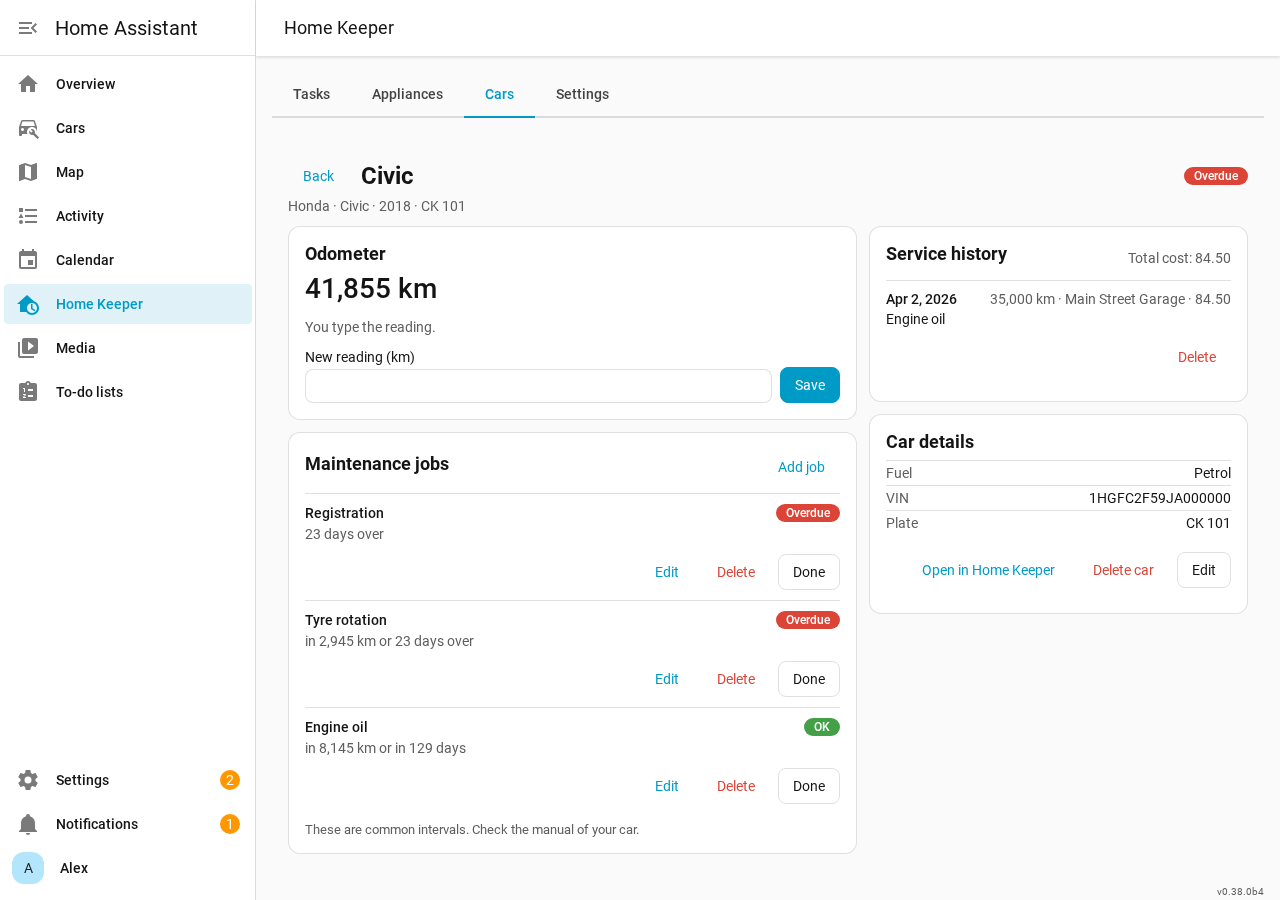 Home Assistant
Home Keeper
Overview
Cars
Map
Activity
Calendar
Home Keeper
Media
To-do lists
Settings 2
Notifications 1
A Alex
Tasks Appliances Cars Settings
Back Civic Overdue
Honda · Civic · 2018 · CK 101
Odometer
41,855 km
You type the reading.
New reading (km)
Save
Maintenance jobs Add job
Registration Overdue
23 days over
Edit Delete Done
Tyre rotation Overdue
in 2,945 km or 23 days over
Edit Delete Done
Engine oil OK
in 8,145 km or in 129 days
Edit Delete Done
These are common intervals. Check the manual of your car.
Service history Total cost: 84.50
Apr 2, 2026 35,000 km · Main Street Garage · 84.50
Engine oil
Delete
Car details
Fuel Petrol
VIN 1HGFC2F59JA000000
Plate CK 101
Open in Home Keeper Delete car Edit
v0.38.0b4